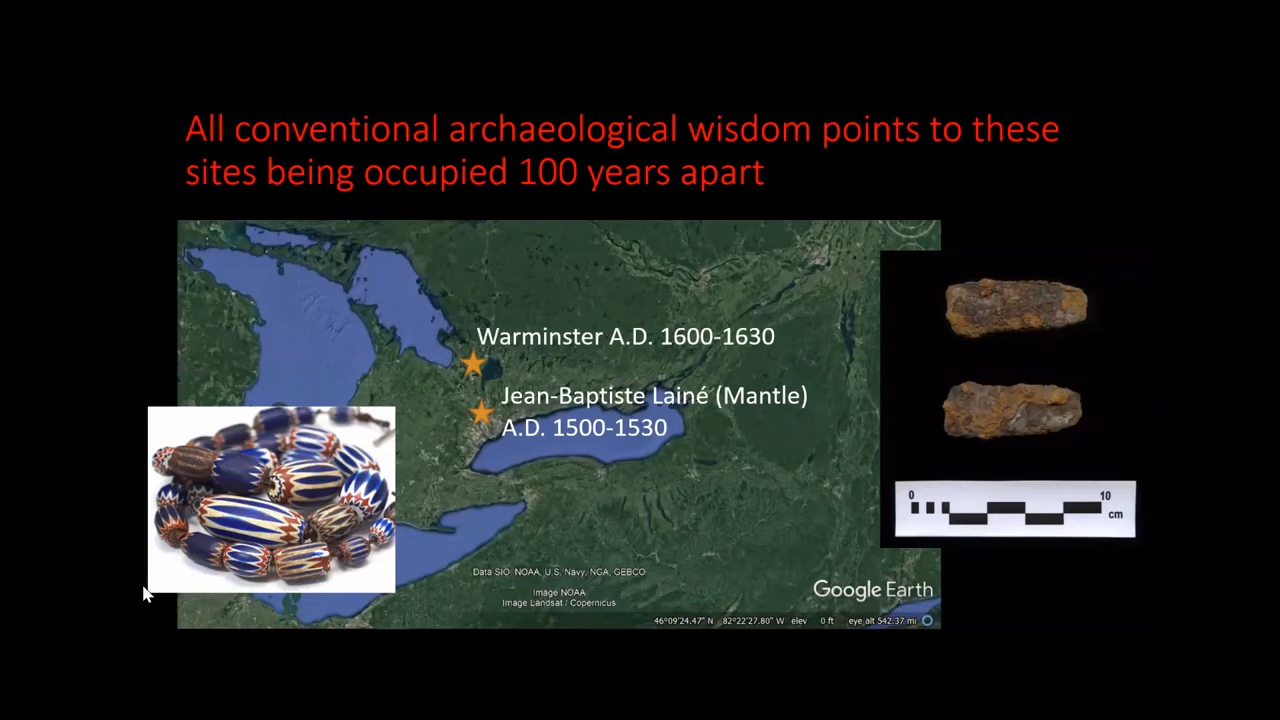 All conventional archaeological wisdom points to these
sites being occupied 100 years apart
Warminster A.D. 1600-1630
Jean-Baptiste Lainé (Mantle)
A.D. 1500-1530
0 10
cm
Data SIO, NOAA, U.S. Navy, NGA, GEBCO
Image NOAA
Image Landsat / Copernicus
Google Earth
46°09'24.47" N 82°22'27.80" W elev 0 ft eye alt 542.37 mi